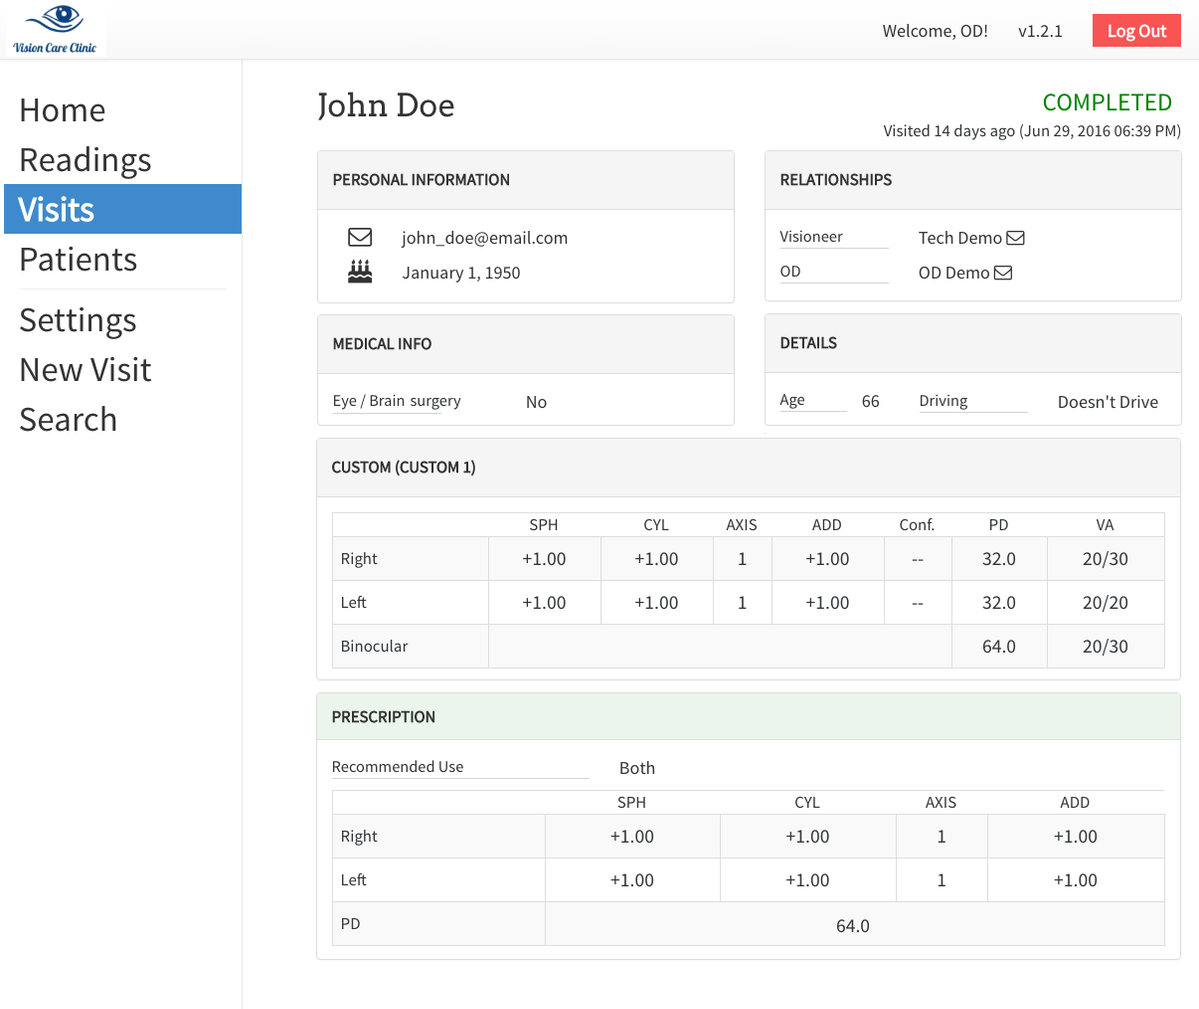 Vision Care Clinic
Welcome, OD! v1.2.1 Log Out
Home
Readings
Visits
Patients
Settings
New Visit
Search
John Doe
COMPLETED
Visited 14 days ago (Jun 29, 2016 06:39 PM)
PERSONAL INFORMATION
john_doe@email.com
January 1, 1950
RELATIONSHIPS
Visioneer Tech Demo
OD OD Demo
MEDICAL INFO
Eye / Brain surgery No
DETAILS
Age 66 Driving Doesn't Drive
CUSTOM (CUSTOM 1)
SPH CYL AXIS ADD Conf. PD VA
Right +1.00 +1.00 1 +1.00 -- 32.0 20/30
Left +1.00 +1.00 1 +1.00 -- 32.0 20/20
Binocular 64.0 20/30
PRESCRIPTION
Recommended Use Both
SPH CYL AXIS ADD
Right +1.00 +1.00 1 +1.00
Left +1.00 +1.00 1 +1.00
PD 64.0